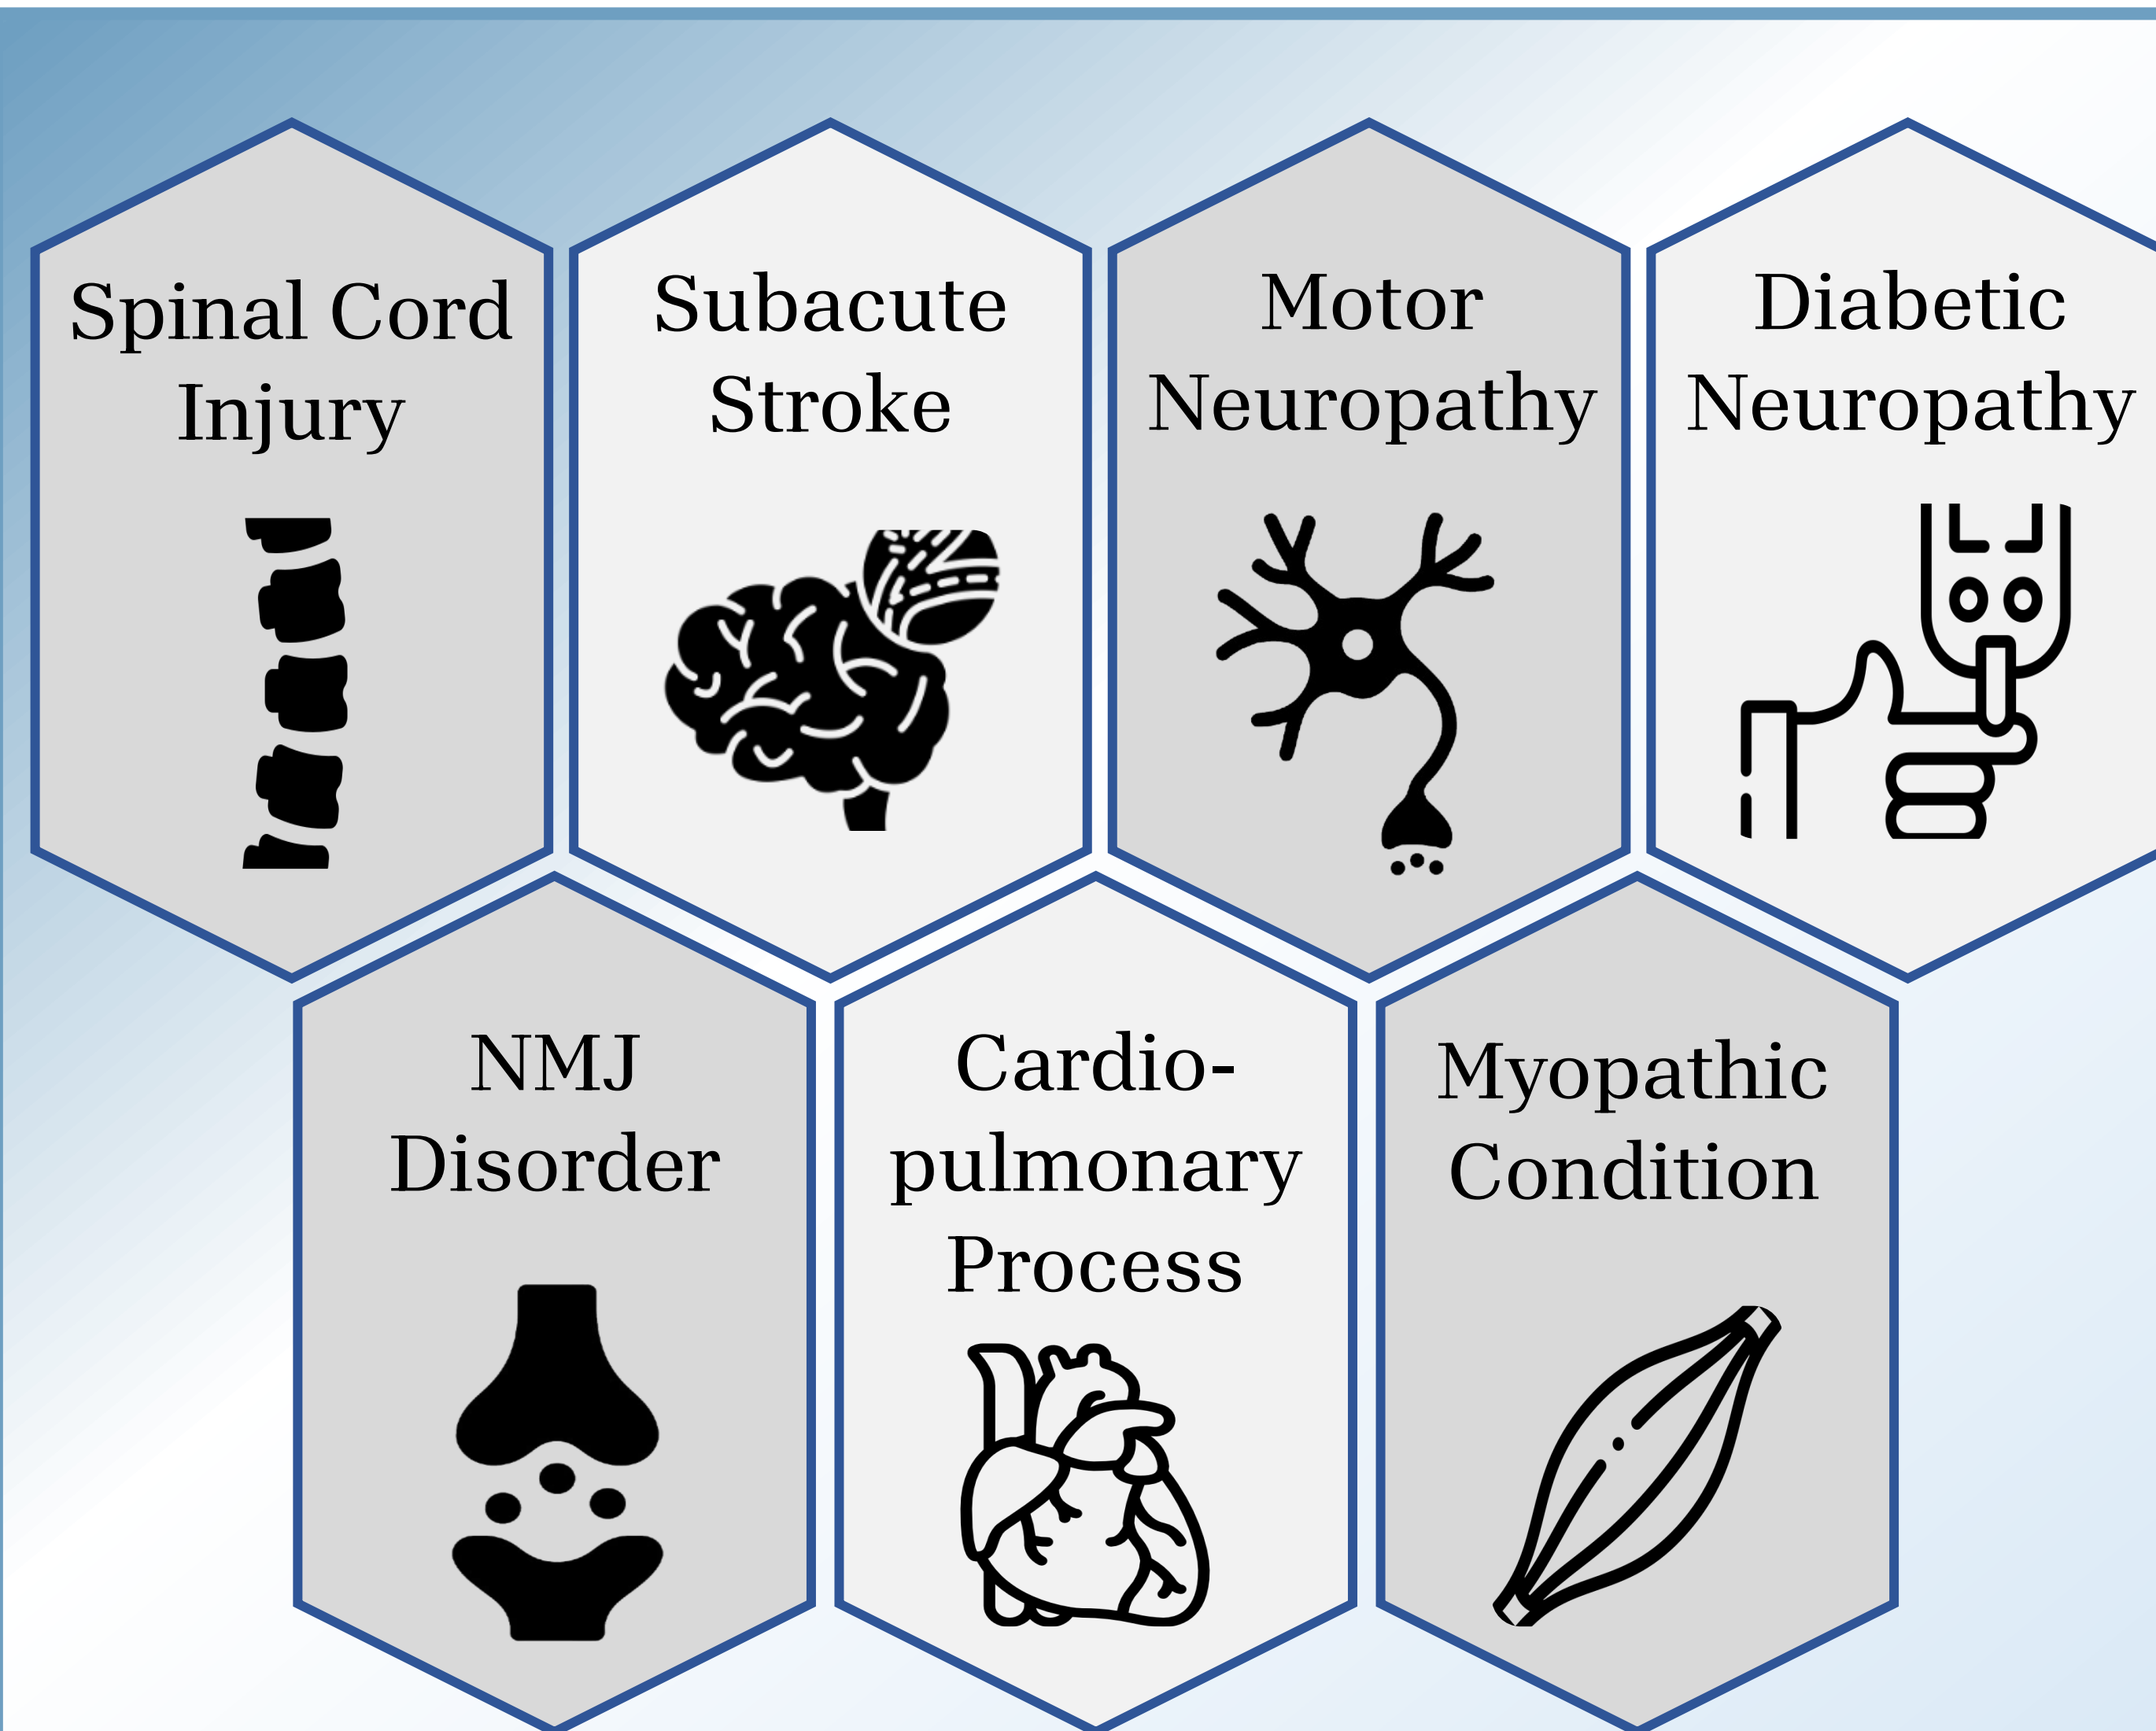 Spinal Cord
Injury
Subacute
Stroke
Motor
Neuropathy
Diabetic
Neuropathy
NMJ
Disorder
Cardio-
pulmonary
Process
Myopathic
Condition